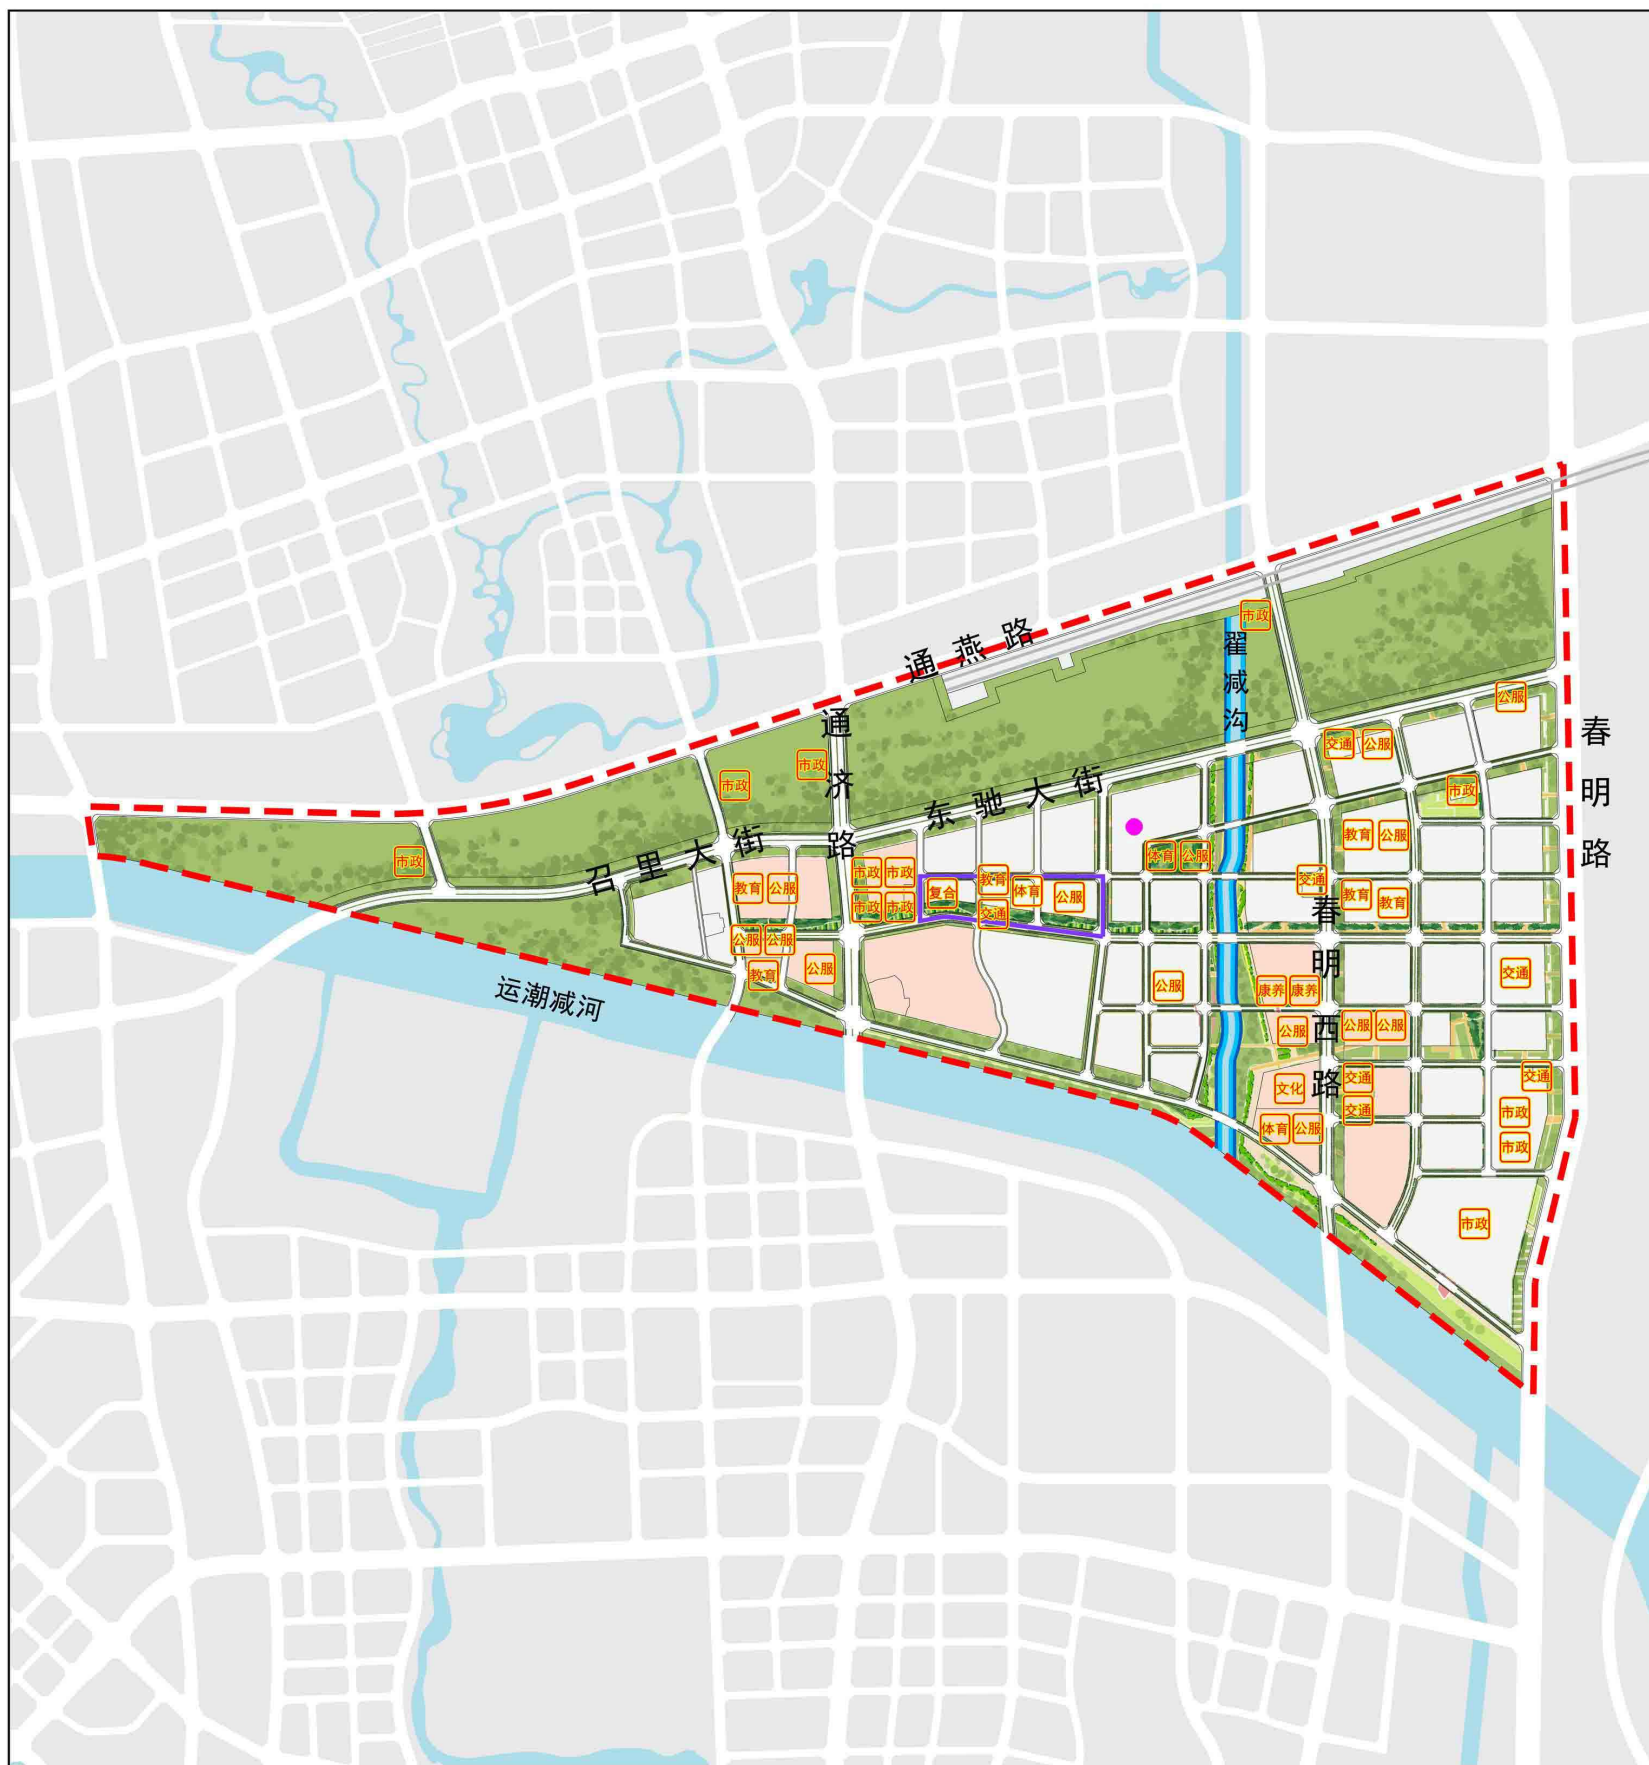 通燕路
市政
翟减沟
公服
通济路
春明路
交通
公服
市政
市政
东驰大街
市政
召里大街
市政
教育
公服
体育
公服
市政
市政
教育
公服
市政
市政
复合
教育
体育
公服
交通
交通
教育
教育
春明西路
公服
公服
教育
公服
运潮减河
公服
康养
康养
交通
公服
公服
公服
文化
交通
交通
交通
体育
公服
市政
市政
市政